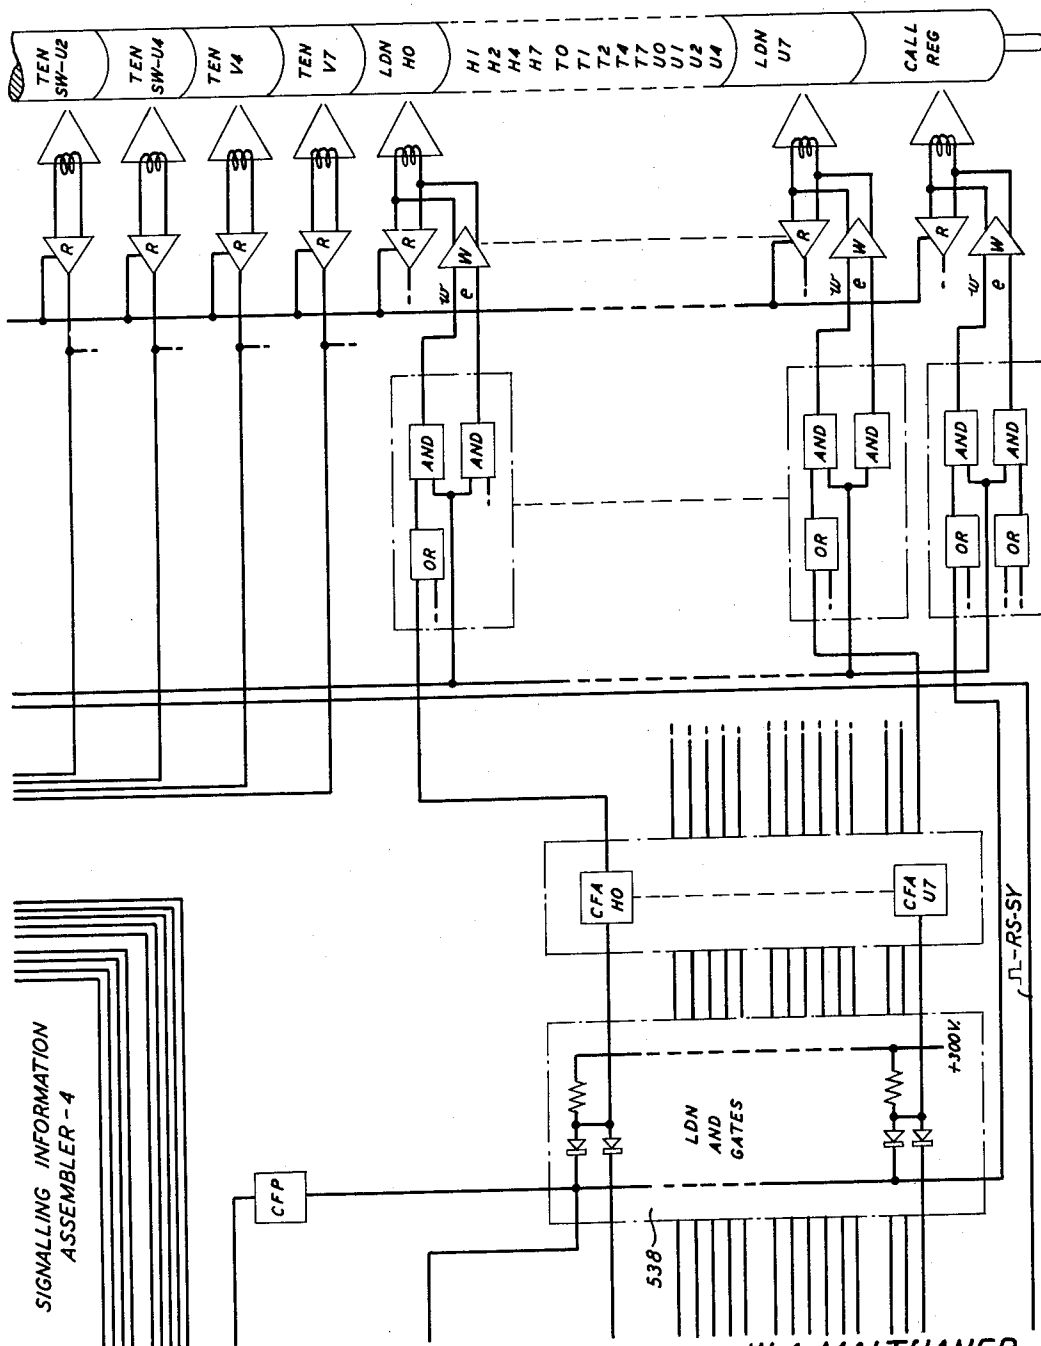 TEN
SW-U2
TEN
SW-U4
TEN
V4
TEN
V7
LDN
H0
H1
H2
H4
H7
T0
T1
T2
T4
T7
U0
U1
U2
U4
LDN
U7
CALL
REG
R
R
R
R
R
W
R
W
R
W
w
e
w
e
w
e
AND
AND
OR
AND
AND
OR
AND
AND
OR
OR
CFA
H0
CFA
U7
-RS-SY
+300V.
LDN
AND
GATES
538
CFP
SIGNALLING INFORMATION
ASSEMBLER-4